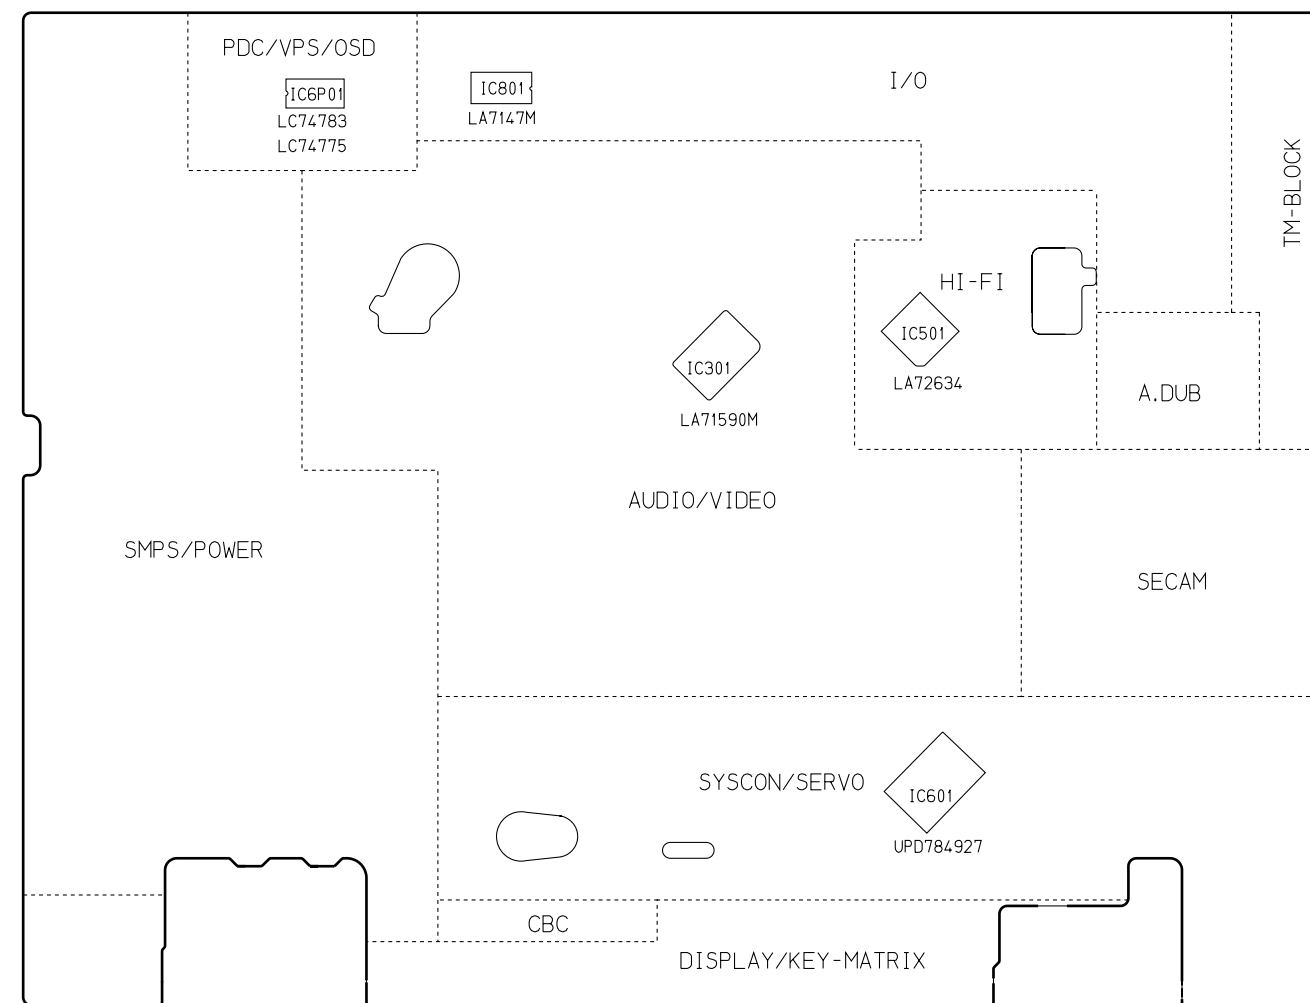 PDC/VPS/OSD
IC6P01
LC74783
LC74775
IC801
LA7147M
I/O
TM-BLOCK
HI-FI
IC501
LA72634
IC301
LA71590M
A.DUB
AUDIO/VIDEO
SMPS/POWER
SECAM
SYSCON/SERVO
IC601
UPD784927
CBC
DISPLAY/KEY-MATRIX